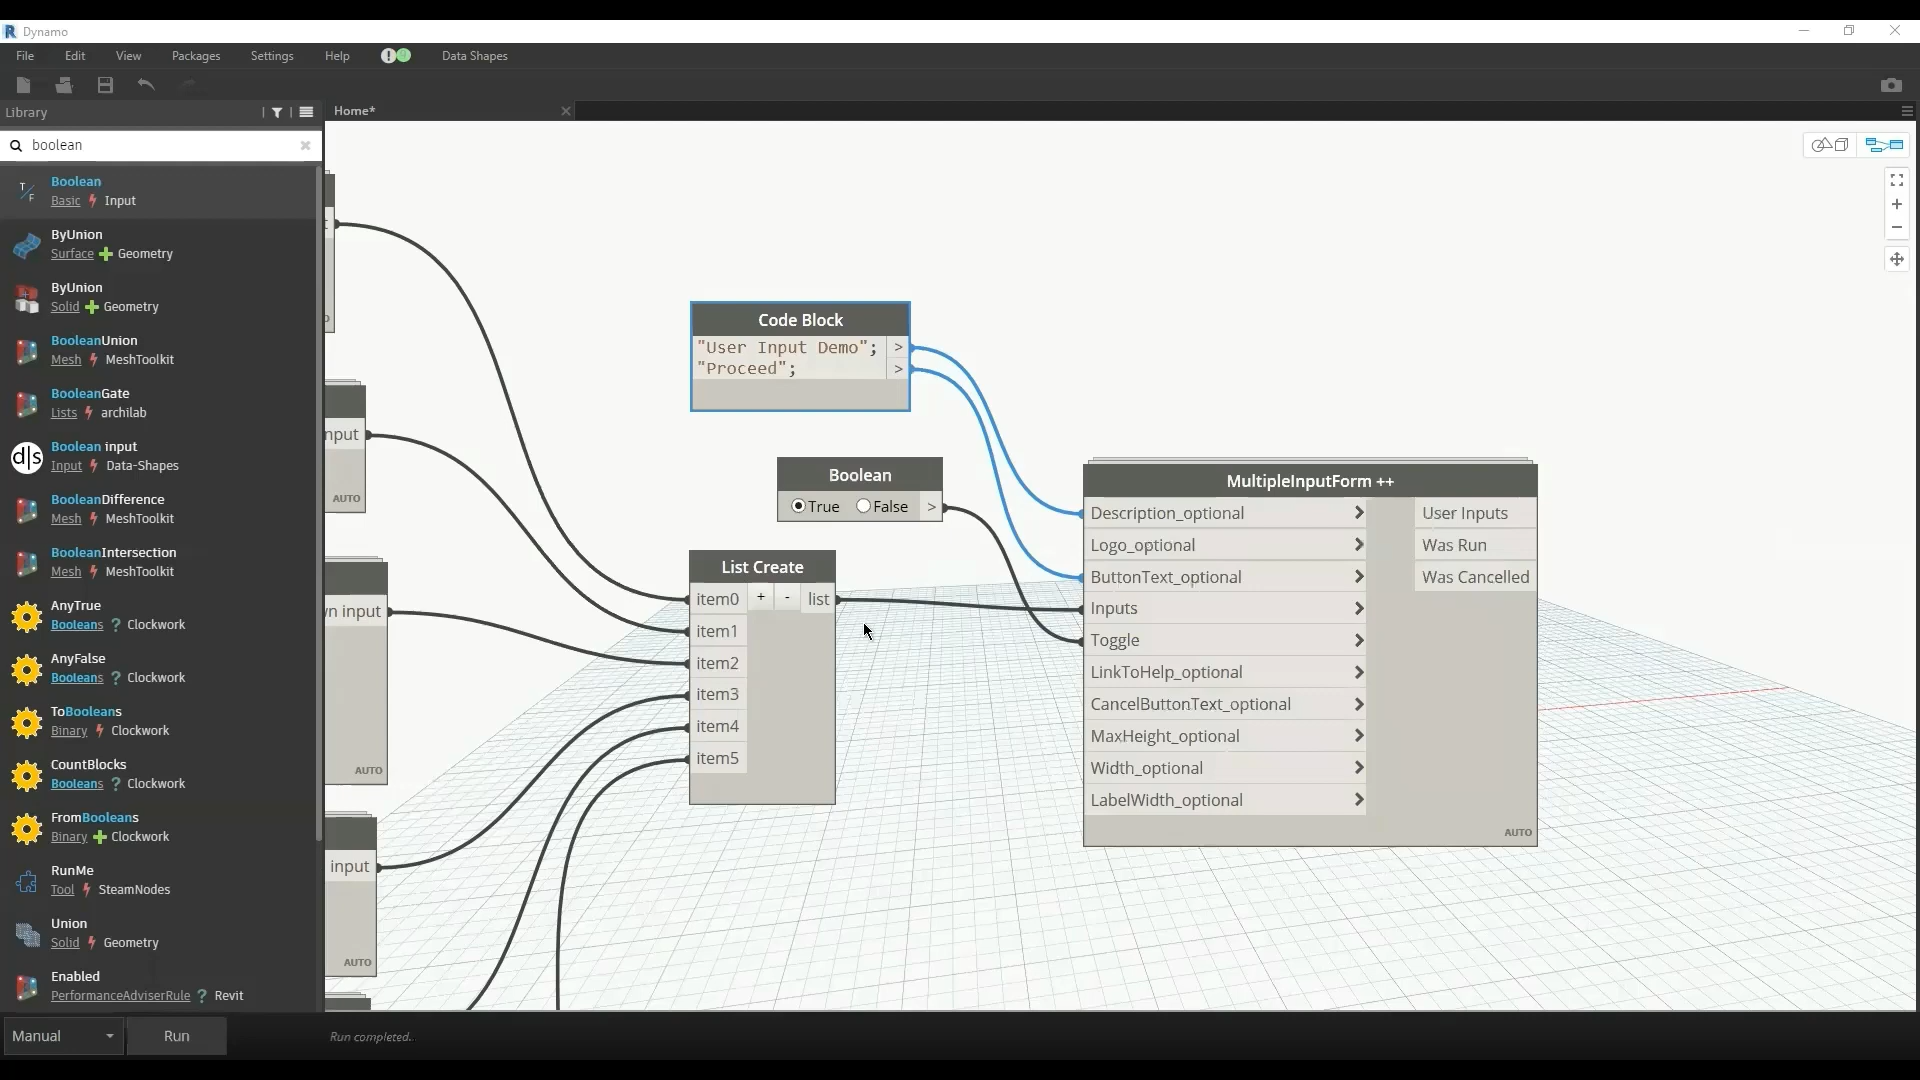 Dynamo
File Edit View Packages Settings Help Data Shapes
Library
Home*
boolean
Boolean
Basic Input
ByUnion
Surface Geometry
ByUnion
Solid Geometry
BooleanUnion
Mesh MeshToolkit
BooleanGate
Lists archilab
Boolean input
Input Data-Shapes
BooleanDifference
Mesh MeshToolkit
BooleanIntersection
Mesh MeshToolkit
AnyTrue
Booleans ? Clockwork
AnyFalse
Booleans ? Clockwork
ToBooleans
Binary Clockwork
CountBlocks
Booleans ? Clockwork
FromBooleans
Binary Clockwork
RunMe
Tool SteamNodes
Union
Solid Geometry
Enabled
PerformanceAdviserRule ? Revit
nput
AUTO
n input
AUTO
input
AUTO
Code Block
"User Input Demo"; >
"Proceed"; >
Boolean
True False >
List Create
item0 + - list
item1
item2
item3
item4
item5
MultipleInputForm ++
Description_optional > User Inputs
Logo_optional > Was Run
ButtonText_optional > Was Cancelled
Inputs >
Toggle >
LinkToHelp_optional >
CancelButtonText_optional >
MaxHeight_optional >
Width_optional >
LabelWidth_optional >
AUTO
Manual Run Run completed.